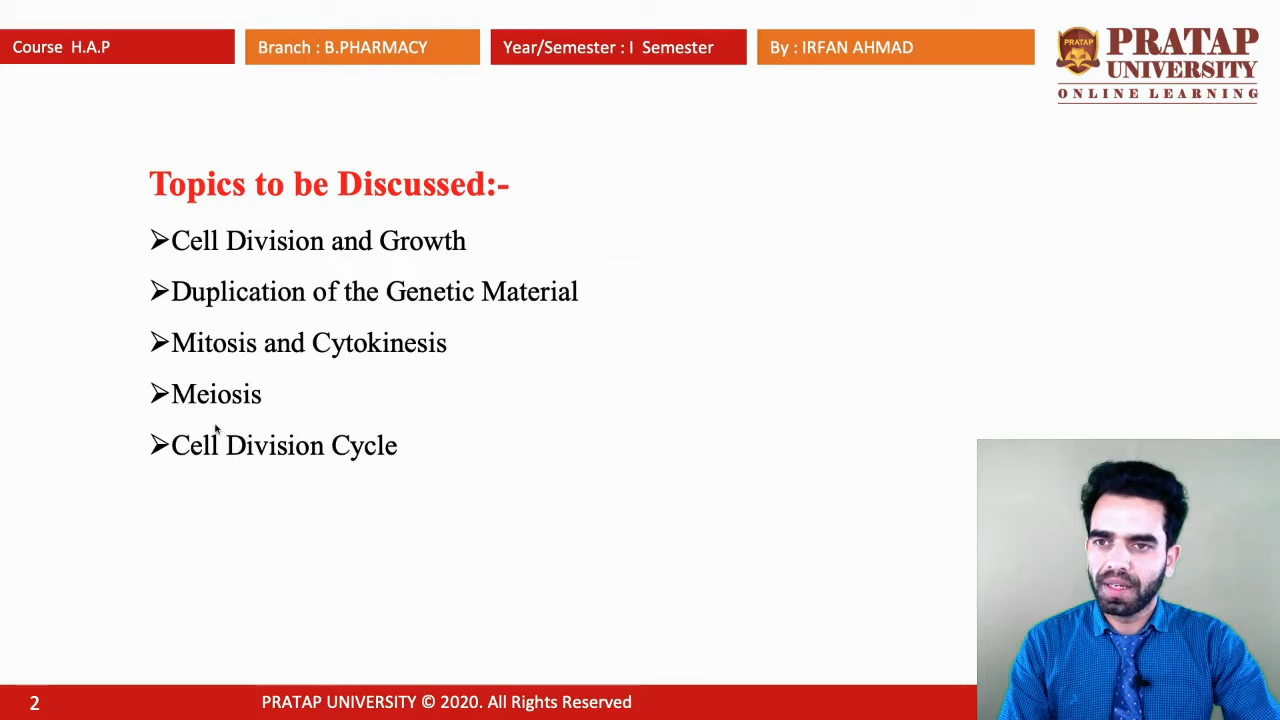 Course H.A.P
Branch : B.PHARMACY
Year/Semester : I Semester
By : IRFAN AHMAD
PRATAP
PRATAP
UNIVERSITY
ONLINE LEARNING
Topics to be Discussed:-
➢Cell Division and Growth
➢Duplication of the Genetic Material
➢Mitosis and Cytokinesis
➢Meiosis
➢Cell Division Cycle
2
PRATAP UNIVERSITY © 2020. All Rights Reserved